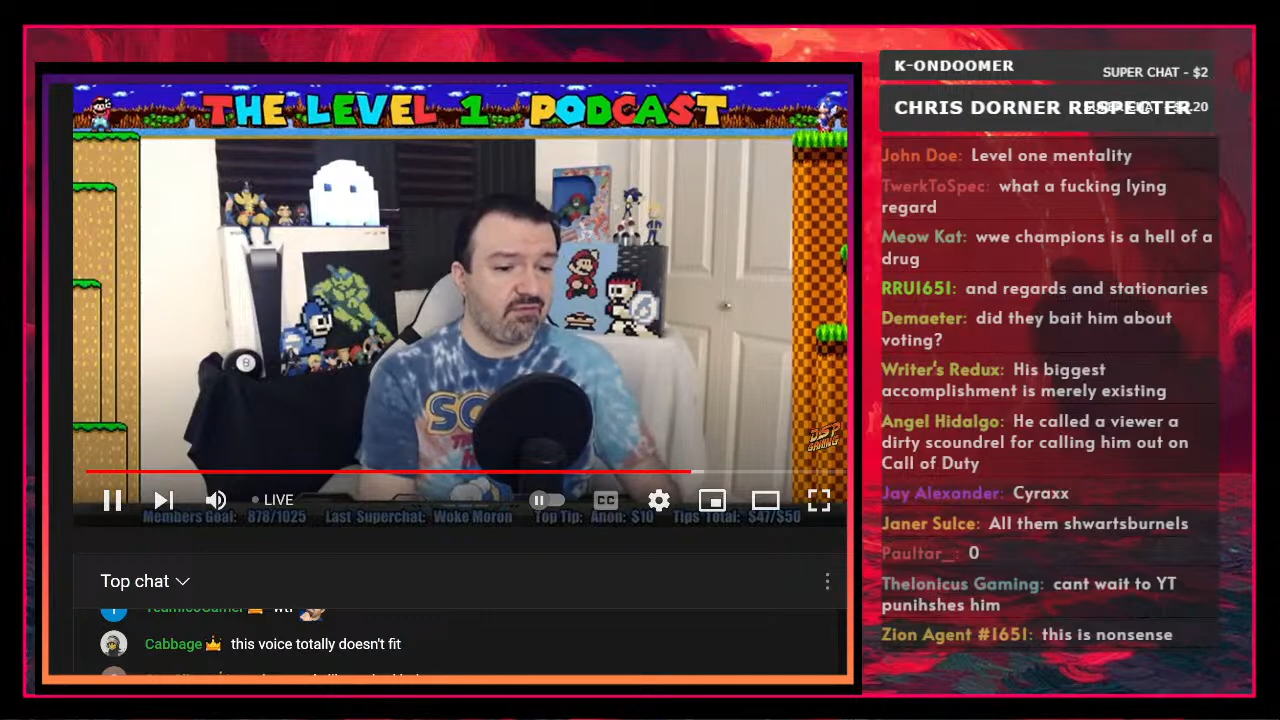 THE LEVEL 1 PODCAST
DSP
GAMING
LIVE
CC
Members Goal: 878/1025 Last Superchat: Woke Moron Top Tip: Anon: $10 Tips Total: $47/$50
Top chat
Cabbage this voice totally doesn't fit
K-ONDOOMER
SUPER CHAT - $2
CHRIS DORNER RESPECTER
John Doe: Level one mentality
TwerkToSpec: what a fucking lying
regard
Meow Kat: wwe champions is a hell of a
drug
RRU1651: and regards and stationaries
Demaeter: did they bait him about
voting?
Writer's Redux: His biggest
accomplishment is merely existing
Angel Hidalgo: He called a viewer a
dirty scoundrel for calling him out on
Call of Duty
Jay Alexander: Cyraxx
Janer Sulce: All them shwartsburnels
Paultar_: 0
Thelonicus Gaming: cant wait to YT
punihshes him
Zion Agent #1651: this is nonsense